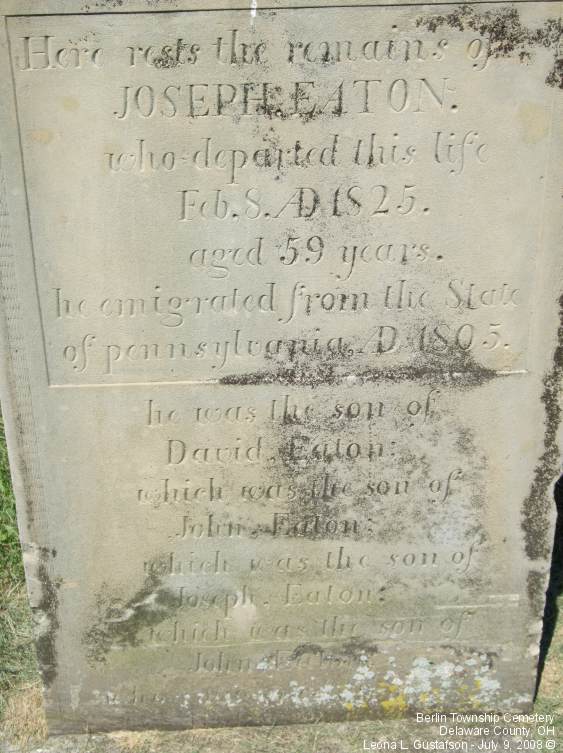 Here rests the remains of
JOSEPH. EATON:
who departed this life
Feb. 8. AD 1825.
aged 59 years.
he emigrated from the State
of pennsylvania, AD 1805.
he was the son of
David. Eaton:
which was the son of
John. Eaton:
which was the son of
Joseph. Eaton:
which was the son of
John. Eaton
who
Berlin Township Cemetery
Delaware County, OH
Leona L. Gustafson - July 9, 2008 ©